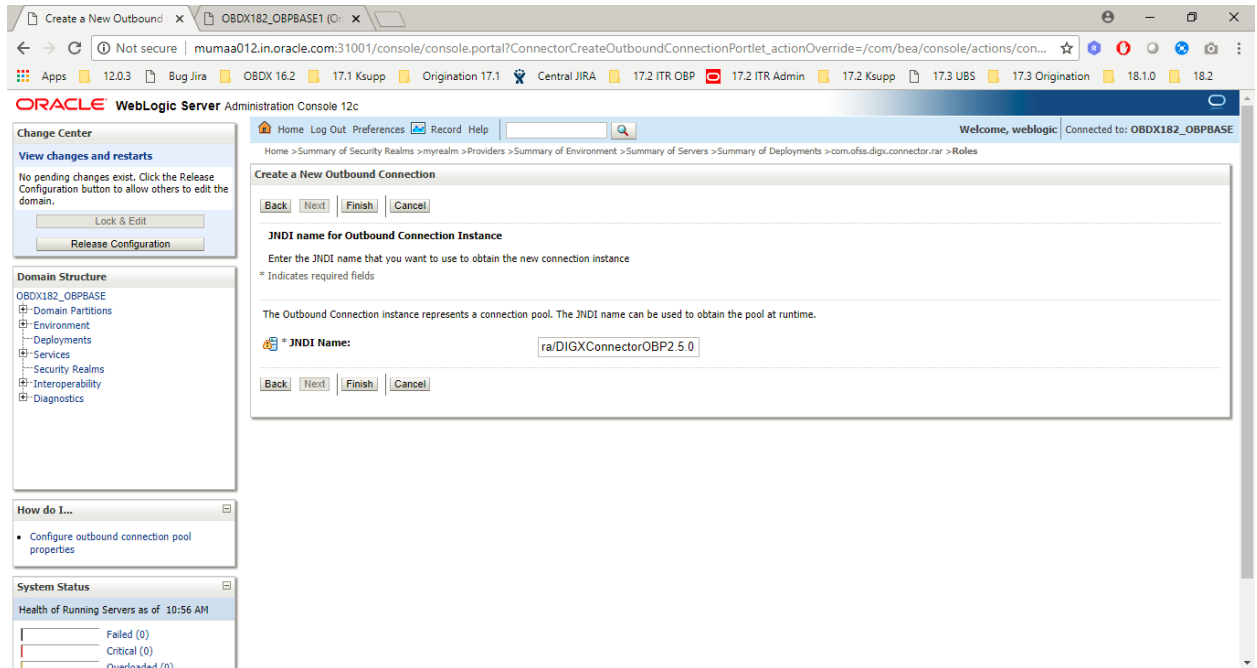 Create a New Outbound
OBDX182_OBPBASE1 (Or
Not secure | mumaa012.in.oracle.com:31001/console/console.portal?ConnectorCreateOutboundConnectionPortlet_actionOverride=/com/bea/console/actions/con...
Apps 12.0.3 Bug Jira OBDX 16.2 17.1 Ksupp Origination 17.1 Central JIRA 17.2 ITR OBP 17.2 ITR Admin 17.2 Ksupp 17.3 UBS 17.3 Origination 18.1.0 18.2
ORACLE WebLogic Server Administration Console 12c
Change Center
View changes and restarts
No pending changes exist. Click the Release
Configuration button to allow others to edit the
domain.
Lock & Edit
Release Configuration
Domain Structure
OBDX182_OBPBASE
Domain Partitions
Environment
Deployments
Services
Security Realms
Interoperability
Diagnostics
How do I...
Configure outbound connection pool
properties
System Status
Health of Running Servers as of 10:56 AM
Failed (0)
Critical (0)
Overloaded (0)
Home Log Out Preferences Record Help
Welcome, weblogic Connected to: OBDX182_OBPBASE
Home >Summary of Security Realms >myrealm >Providers >Summary of Environment >Summary of Servers >Summary of Deployments >com.ofss.digx.connector.rar >Roles
Create a New Outbound Connection
Back Next Finish Cancel
JNDI name for Outbound Connection Instance
Enter the JNDI name that you want to use to obtain the new connection instance
* Indicates required fields
The Outbound Connection instance represents a connection pool. The JNDI name can be used to obtain the pool at runtime.
* JNDI Name: ra/DIGXConnectorOBP2.5.0
Back Next Finish Cancel